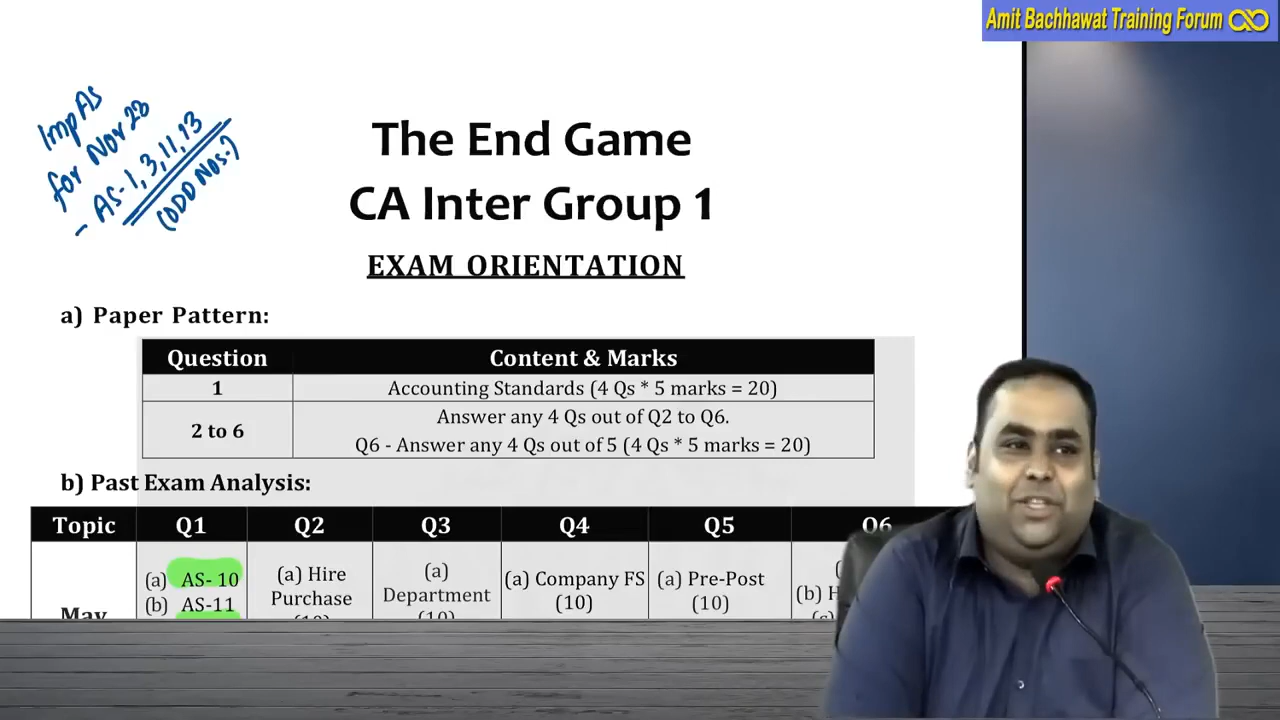 Amit Bachhawat Training Forum
Imp AS
for Nov 23
- AS-1, 3, 11, 13
(ODD Nos.)
The End Game
CA Inter Group 1
EXAM ORIENTATION
a) Paper Pattern:
Question Content & Marks
1 Accounting Standards (4 Qs * 5 marks = 20)
2 to 6 Answer any 4 Qs out of Q2 to Q6.
Q6 - Answer any 4 Qs out of 5 (4 Qs * 5 marks = 20)
b) Past Exam Analysis:
Topic Q1 Q2 Q3 Q4 Q5 Q6
(a) AS- 10 (a) Hire (a) (a) Company FS (a) Pre-Post
(b) AS-11 Purchase Department (10) (10) (b)
May (10) (10)